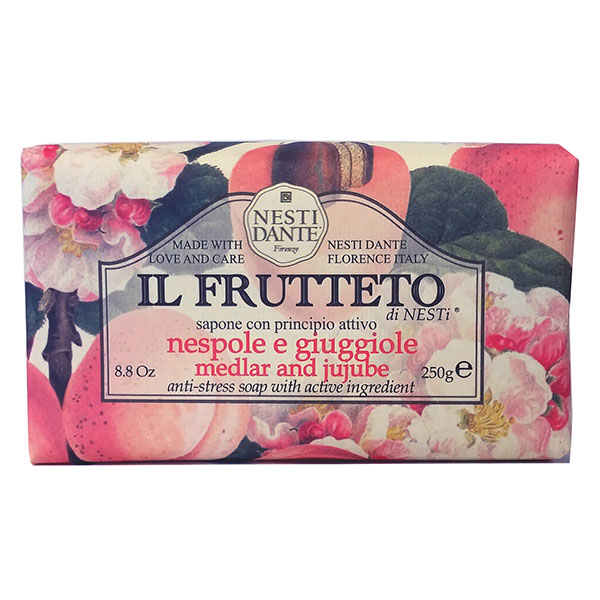 NESTI
DANTE
Firenze
MADE WITH
LOVE AND CARE
NESTI DANTE
FLORENCE ITALY
IL FRUTTETO
di NESTi ®
sapone con principio attivo
nespole e giuggiole
medlar and jujube
8.8 Oz
250g e
anti-stress soap with active ingredient